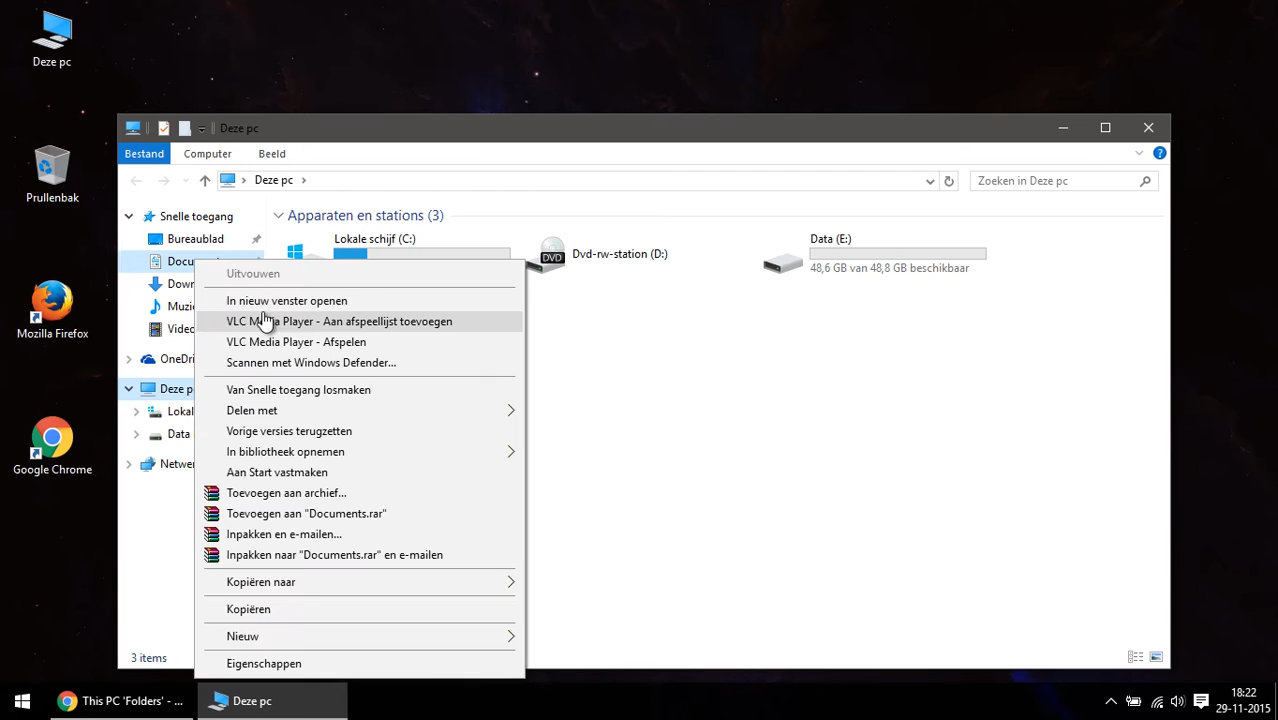 Deze pc
Prullenbak
Mozilla Firefox
Google Chrome
Deze pc
Bestand
Computer
Beeld
Deze pc
Zoeken in Deze pc
Snelle toegang
Bureaublad
Docu
Down
Muzie
Video
OneDri
Deze p
Lokal
Data
Netwe
3 items
Apparaten en stations (3)
Lokale schijf (C:)
DVD
Dvd-rw-station (D:)
Data (E:)
48,6 GB van 48,8 GB beschikbaar
Uitvouwen
In nieuw venster openen
VLC Media Player - Aan afspeellijst toevoegen
VLC Media Player - Afspelen
Scannen met Windows Defender...
Van Snelle toegang losmaken
Delen met
Vorige versies terugzetten
In bibliotheek opnemen
Aan Start vastmaken
Toevoegen aan archief...
Toevoegen aan "Documents.rar"
Inpakken en e-mailen...
Inpakken naar "Documents.rar" en e-mailen
Kopiëren naar
Kopiëren
Nieuw
Eigenschappen
This PC 'Folders' - ...
Deze pc
18:22
29-11-2015